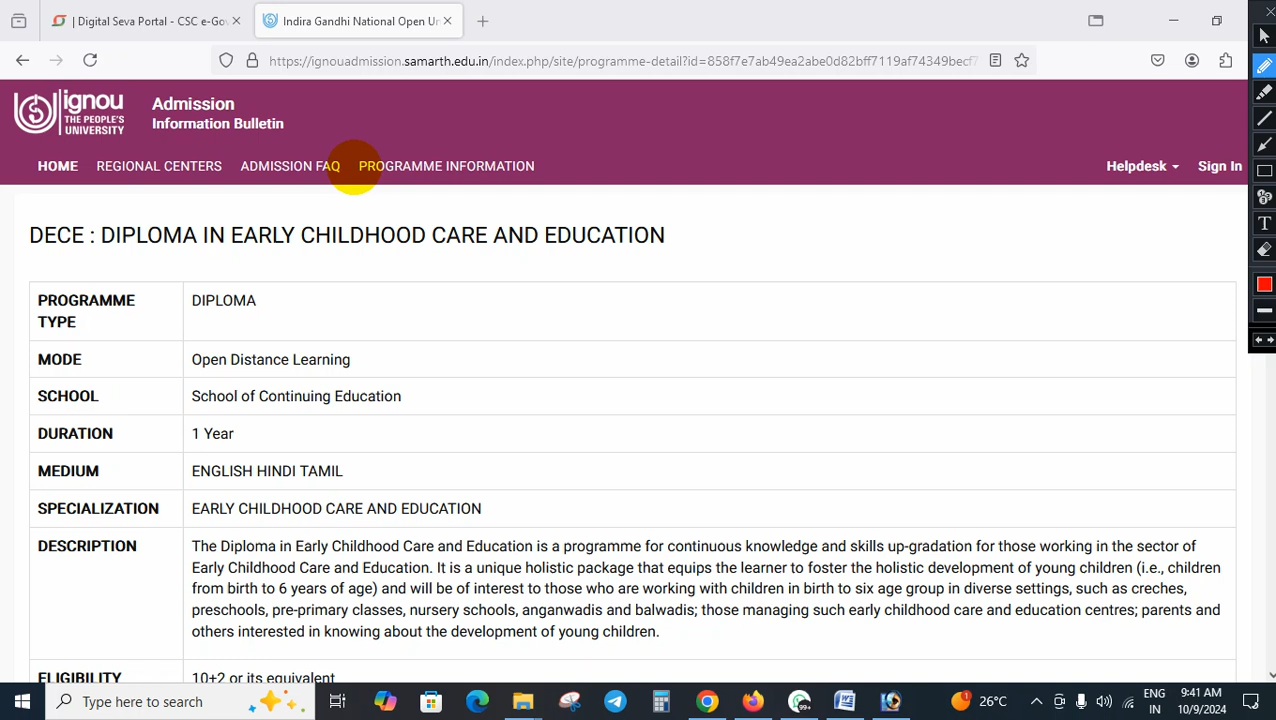 | Digital Seva Portal - CSC e-Gov
Indira Gandhi National Open Un
https://ignouadmission.samarth.edu.in/index.php/site/programme-detail?id=858f7e7ab49ea2abe0d82bff7119af74349becf7
ignou
THE PEOPLE'S
UNIVERSITY
Admission
Information Bulletin
HOME REGIONAL CENTERS ADMISSION FAQ PROGRAMME INFORMATION Helpdesk Sign In
DECE : DIPLOMA IN EARLY CHILDHOOD CARE AND EDUCATION
PROGRAMME TYPE DIPLOMA
MODE Open Distance Learning
SCHOOL School of Continuing Education
DURATION 1 Year
MEDIUM ENGLISH HINDI TAMIL
SPECIALIZATION EARLY CHILDHOOD CARE AND EDUCATION
DESCRIPTION The Diploma in Early Childhood Care and Education is a programme for continuous knowledge and skills up-gradation for those working in the sector of
Early Childhood Care and Education. It is a unique holistic package that equips the learner to foster the holistic development of young children (i.e., children
from birth to 6 years of age) and will be of interest to those who are working with children in birth to six age group in diverse settings, such as creches,
preschools, pre-primary classes, nursery schools, anganwadis and balwadis; those managing such early childhood care and education centres; parents and
others interested in knowing about the development of young children.
ELIGIBILITY 10+2 or its equivalent
Type here to search
1
26°C
ENG
IN
9:41 AM
10/9/2024